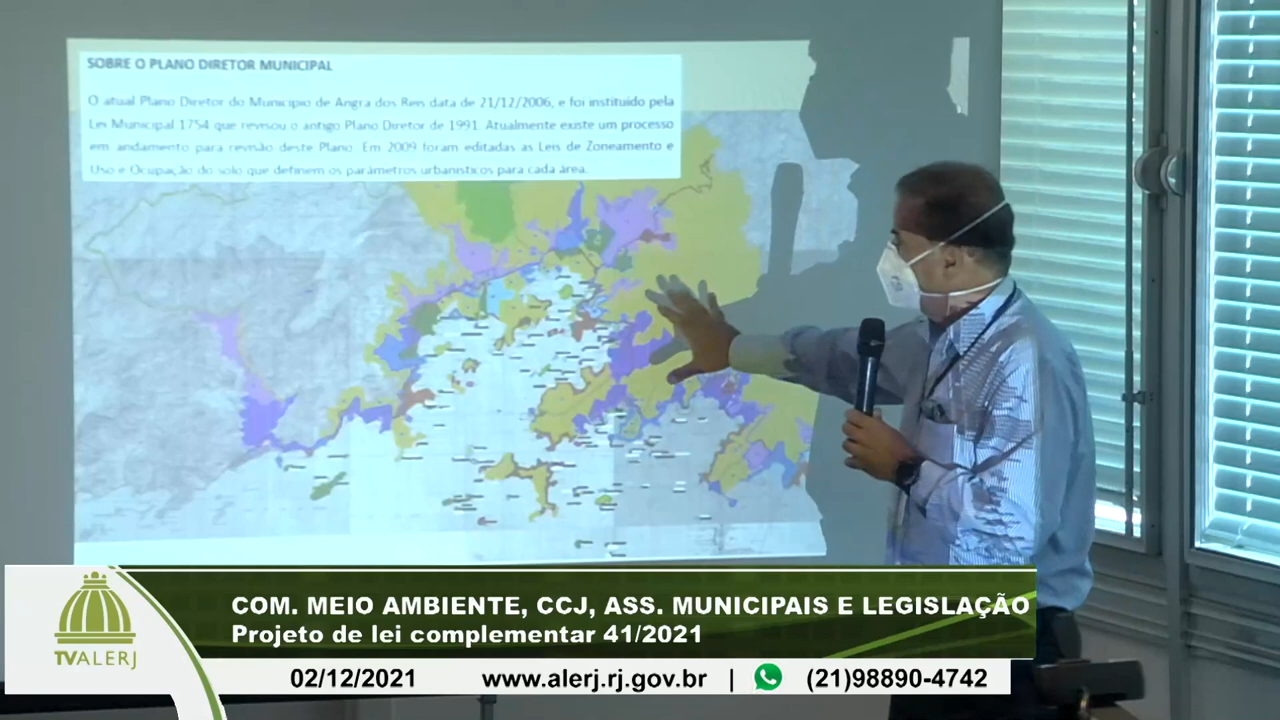 SOBRE O PLANO DIRETOR MUNICIPAL
O atual Plano Diretor do Município de Angra dos Reis data de 21/12/2006, e foi instituído pela
Lei Municipal 1754 que revisou o antigo Plano Diretor de 1991. Atualmente existe um processo
em andamento para revisão deste Plano. Em 2009 foram editadas as Leis de Zoneamento e
Uso e Ocupação do solo que definem os parâmetros urbanísticos para cada área.
COM. MEIO AMBIENTE, CCJ, ASS. MUNICIPAIS E LEGISLAÇÃO
Projeto de lei complementar 41/2021
TVALERJ
02/12/2021 www.alerj.rj.gov.br | (21)98890-4742